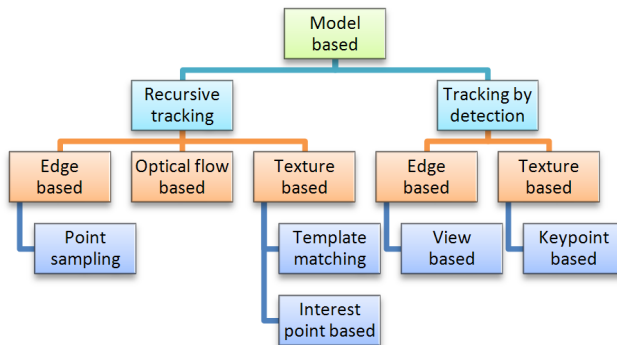 Model
based
Recursive
tracking
Tracking by
detection
Edge
based
Optical flow
based
Texture
based
Edge
based
Texture
based
Point
sampling
Template
matching
View
based
Keypoint
based
Interest
point based